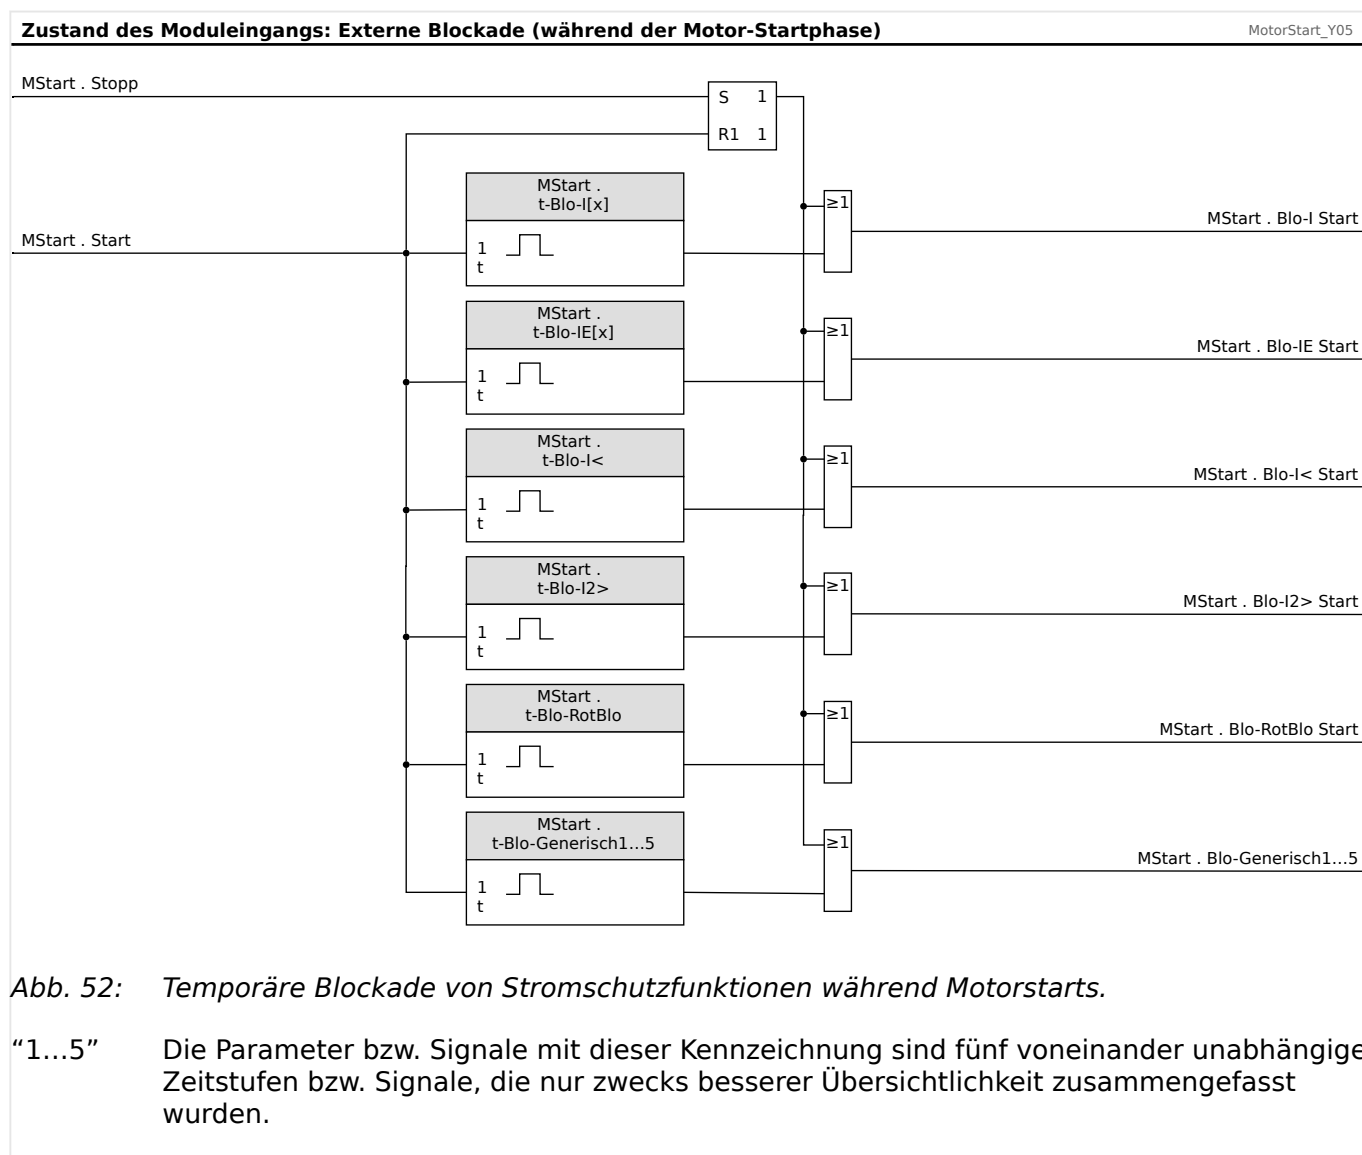 Zustand des Moduleingangs: Externe Blockade (während der Motor-Startphase)
MotorStart_Y05
MStart . Stopp
S 1
R1 1
MStart .
t-Blo-I[x]
≥1
MStart . Blo-I Start
MStart . Start
1
t
MStart .
t-Blo-IE[x]
≥1
MStart . Blo-IE Start
1
t
MStart .
t-Blo-I<
≥1
MStart . Blo-I< Start
1
t
MStart .
t-Blo-I2>
≥1
MStart . Blo-I2> Start
1
t
MStart .
t-Blo-RotBlo
≥1
MStart . Blo-RotBlo Start
1
t
MStart .
t-Blo-Generisch1...5
≥1
MStart . Blo-Generisch1...5
1
t
Abb. 52: Temporäre Blockade von Stromschutzfunktionen während Motorstarts.
“1...5” Die Parameter bzw. Signale mit dieser Kennzeichnung sind fünf voneinander unabhängige
Zeitstufen bzw. Signale, die nur zwecks besserer Übersichtlichkeit zusammengefasst
wurden.